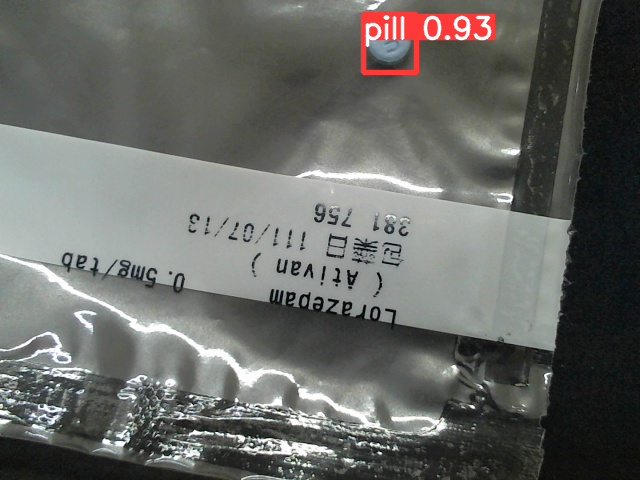 pill 0.93
Lorazepam
( Ativan ) 0.5mg/tab
包藥日 111/07/13
381 756